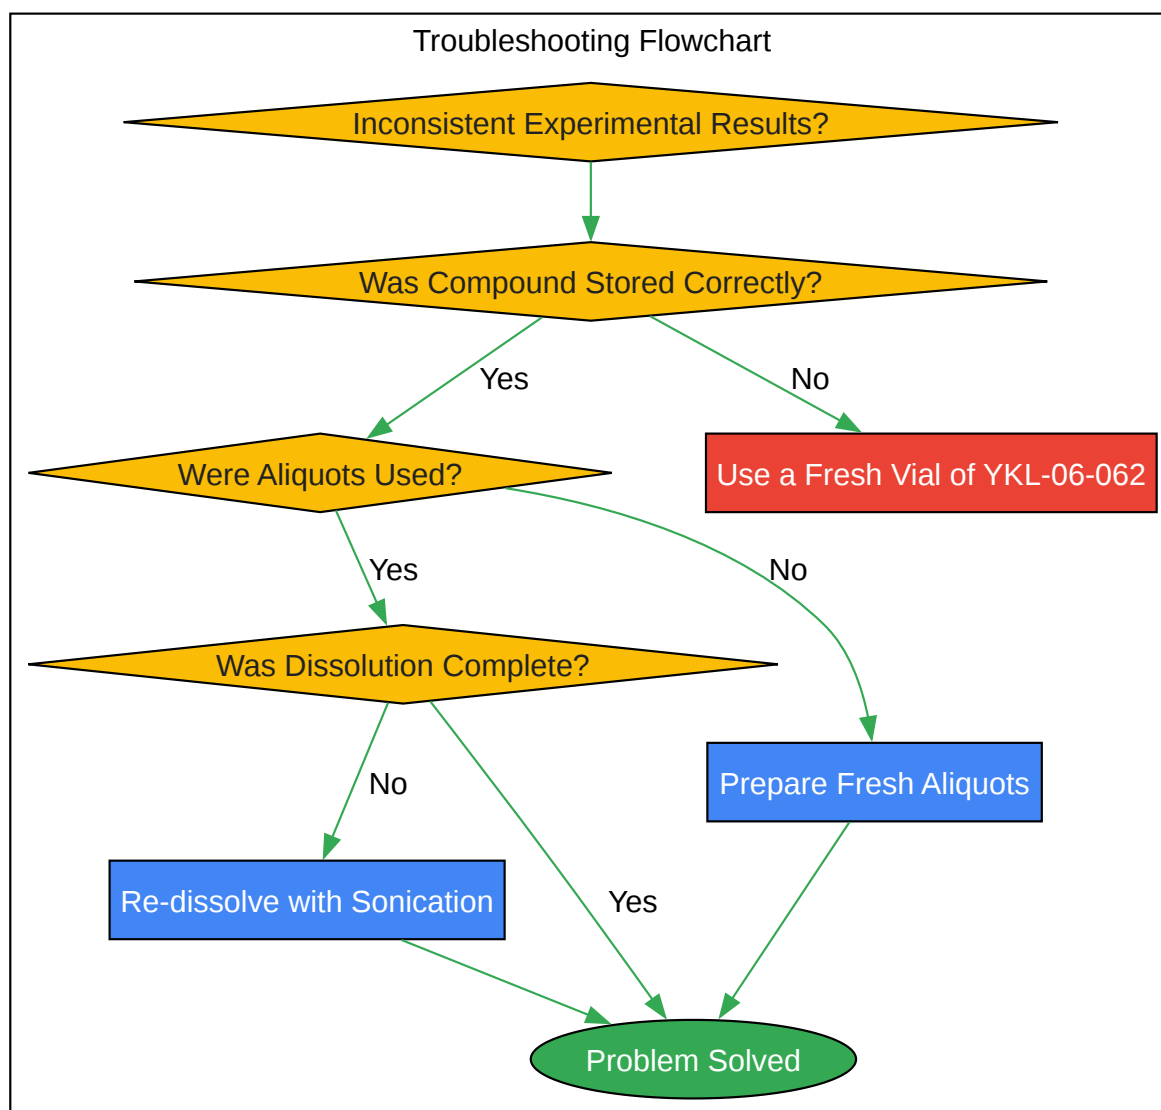 Troubleshooting Flowchart
Inconsistent Experimental Results?
Was Compound Stored Correctly?
Yes
No
Were Aliquots Used?
Use a Fresh Vial of YKL-06-062
Yes
No
Was Dissolution Complete?
No
Prepare Fresh Aliquots
Re-dissolve with Sonication
Yes
Problem Solved